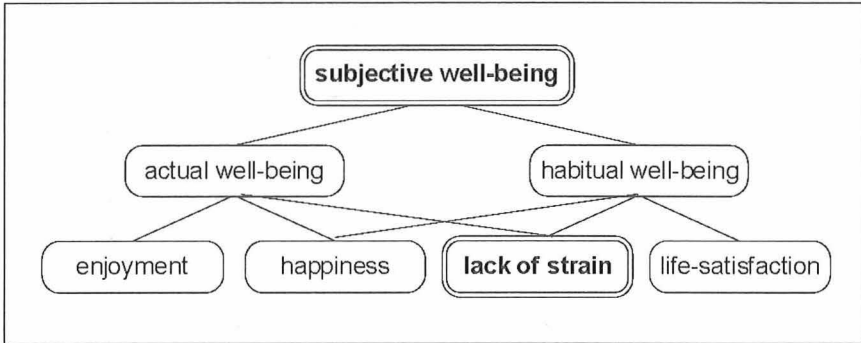 subjective well-being
actual well-being
habitual well-being
enjoyment
happiness
lack of strain
life-satisfaction